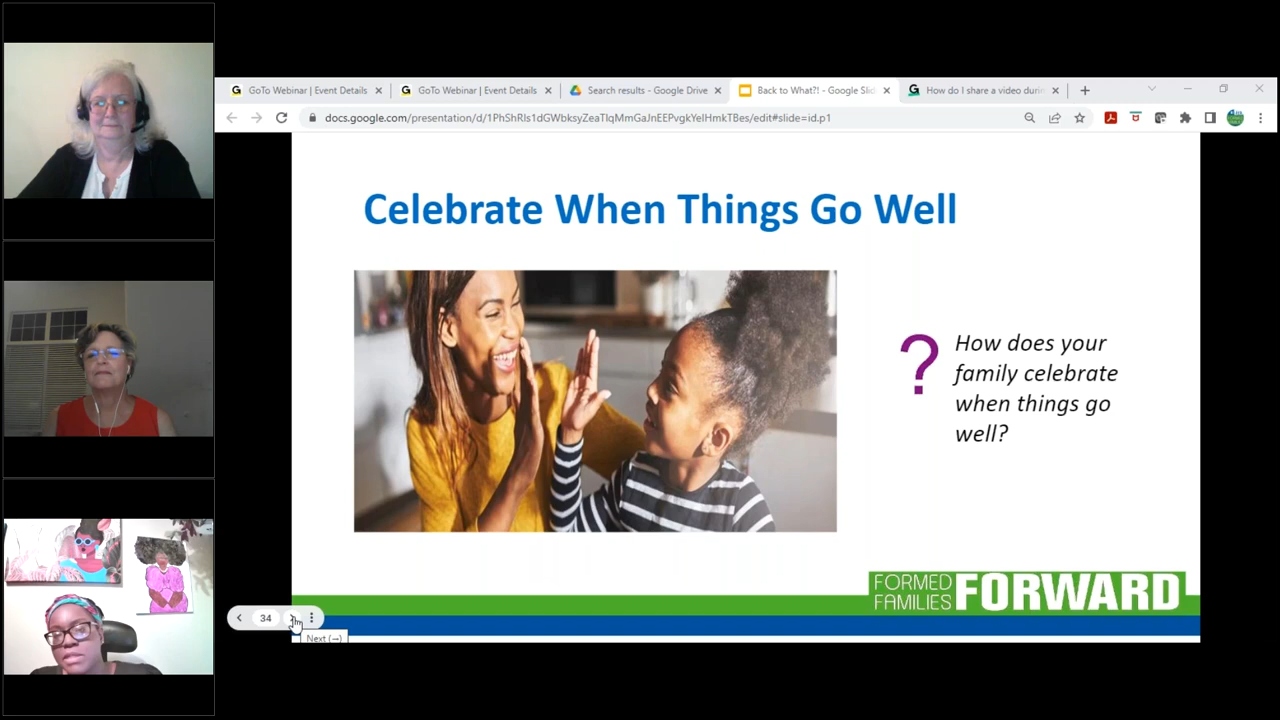 GoTo Webinar | Event Details
GoTo Webinar | Event Details
Search results - Google Drive
Back to What?! - Google Slid
How do I share a video durin
docs.google.com/presentation/d/1PhShRls1dGWbksyZeaTlqMmGaJnEEPvgkYelHmkTBes/edit#slide=id.p1
Celebrate When Things Go Well
?
How does your
family celebrate
when things go
well?
FORMED
FAMILIES
FORWARD
34
Next (→)